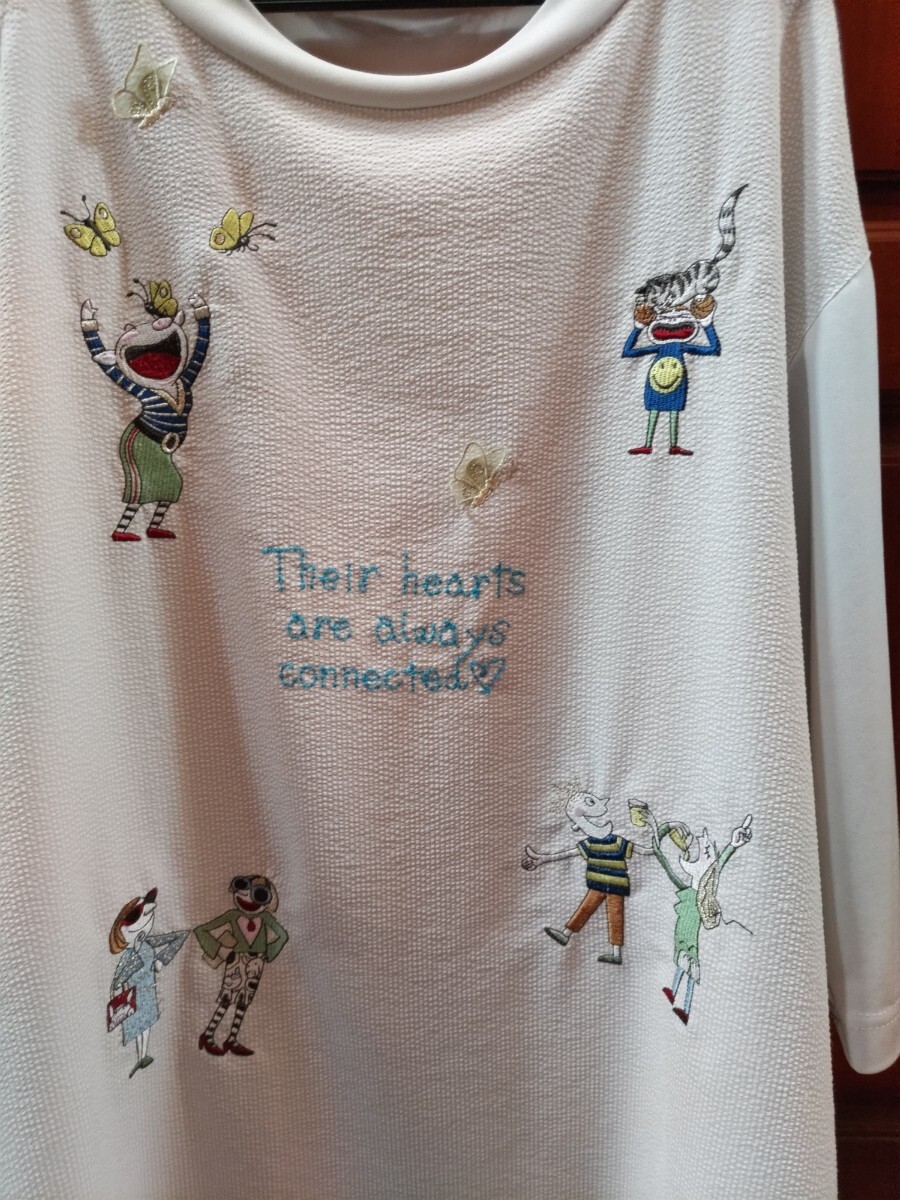 Their hearts
are always
connected♡